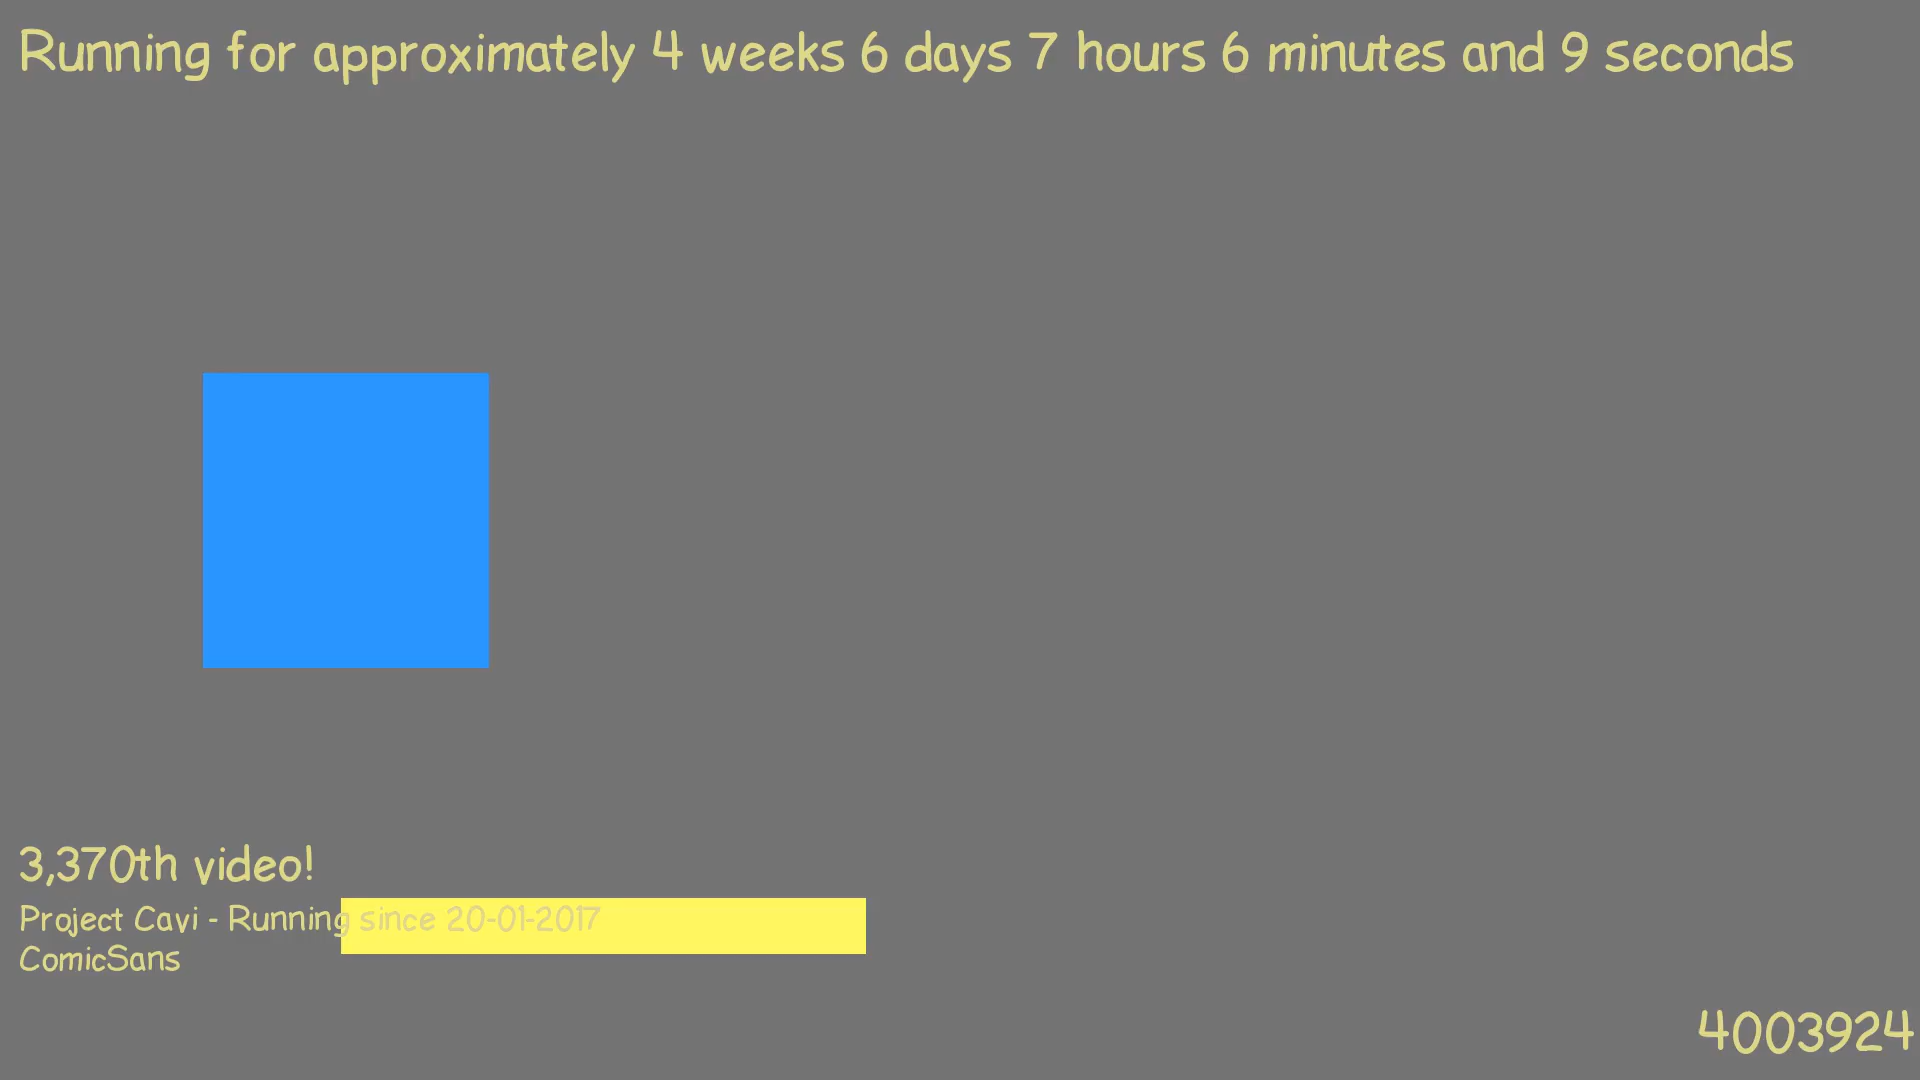 Running for approximately 4 weeks 6 days 7 hours 6 minutes and 9 seconds
3,370th video!
Project Cavi - Running since 20-01-2017
ComicSans
4003924